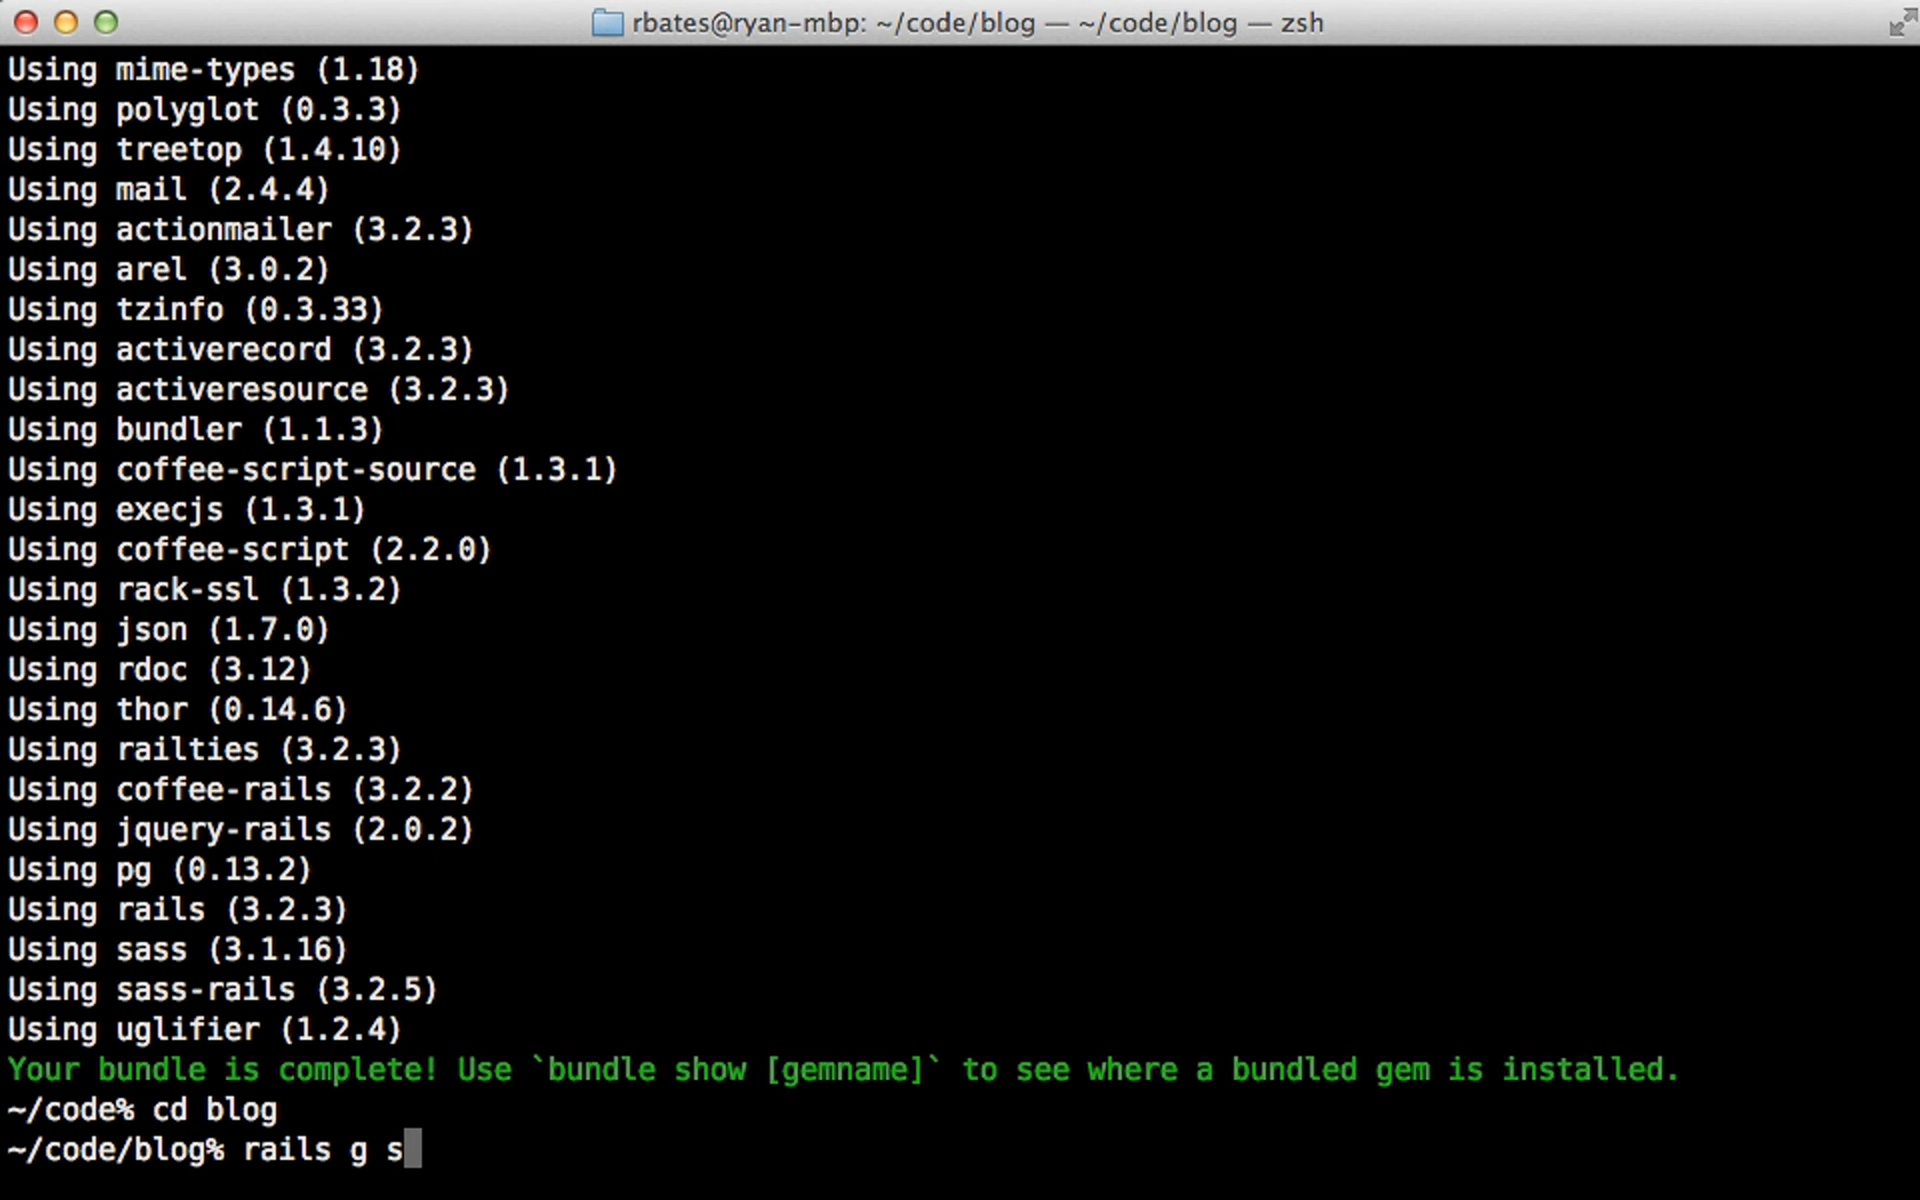 rbates@ryan-mbp: ~/code/blog — ~/code/blog — zsh
Using mime-types (1.18)
Using polyglot (0.3.3)
Using treetop (1.4.10)
Using mail (2.4.4)
Using actionmailer (3.2.3)
Using arel (3.0.2)
Using tzinfo (0.3.33)
Using activerecord (3.2.3)
Using activeresource (3.2.3)
Using bundler (1.1.3)
Using coffee-script-source (1.3.1)
Using execjs (1.3.1)
Using coffee-script (2.2.0)
Using rack-ssl (1.3.2)
Using json (1.7.0)
Using rdoc (3.12)
Using thor (0.14.6)
Using railties (3.2.3)
Using coffee-rails (3.2.2)
Using jquery-rails (2.0.2)
Using pg (0.13.2)
Using rails (3.2.3)
Using sass (3.1.16)
Using sass-rails (3.2.5)
Using uglifier (1.2.4)
Your bundle is complete! Use `bundle show [gemname]` to see where a bundled gem is installed.
~/code% cd blog
~/code/blog% rails g s